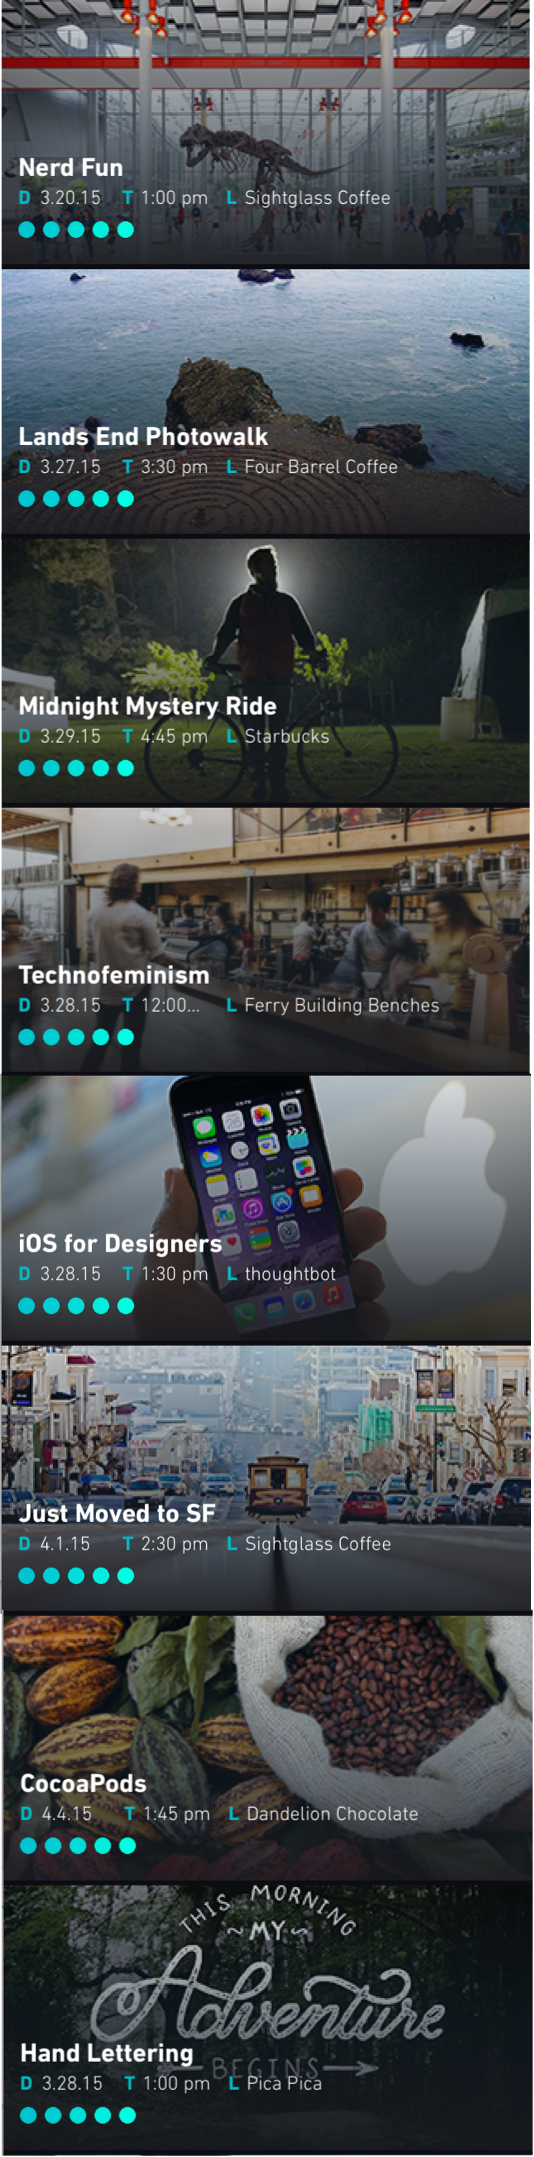 Nerd Fun
D 3.20.15 T 1:00 pm L Sightglass Coffee
Lands End Photowalk
D 3.27.15 T 3:30 pm L Four Barrel Coffee
Midnight Mystery Ride
D 3.29.15 T 4:45 pm L Starbucks
Technofeminism
D 3.28.15 T 12:00... L Ferry Building Benches
iOS for Designers
D 3.28.15 T 1:30 pm L thoughtbot
Just Moved to SF
D 4.1.15 T 2:30 pm L Sightglass Coffee
CocoaPods
D 4.4.15 T 1:45 pm L Dandelion Chocolate
THIS MORNING
~MY~
Adventure
Hand Lettering
BEGINS
D 3.28.15 T 1:00 pm L Pica Pica